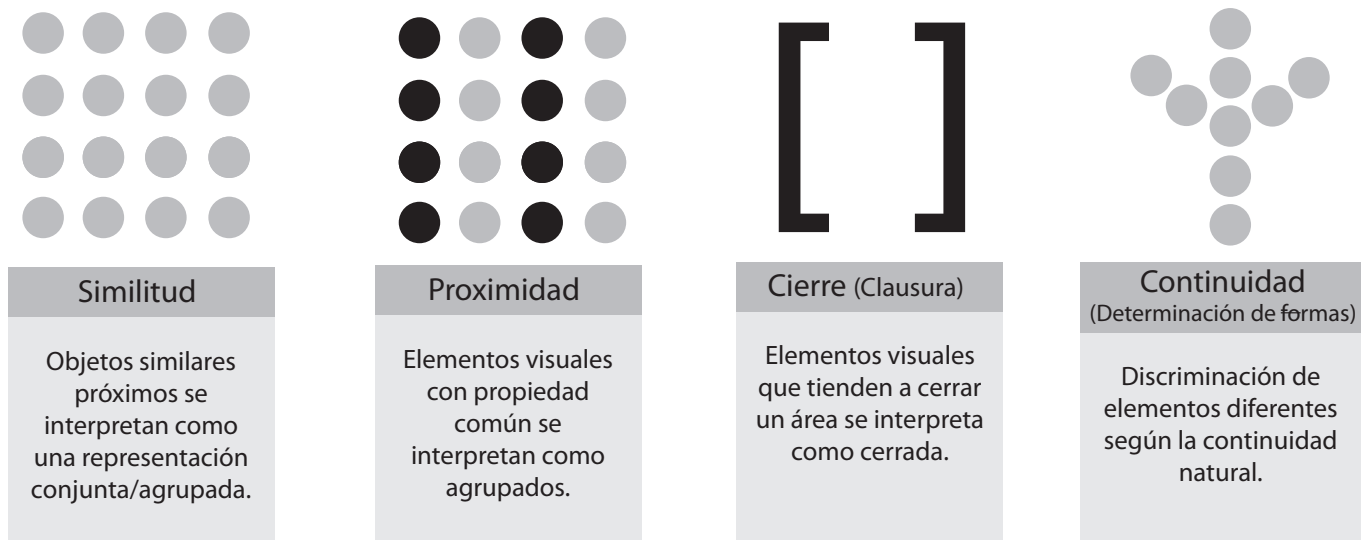 Similitud
Objetos similares
próximos se
interpretan como
una representación
conjunta/agrupada.
Proximidad
Elementos visuales
con propiedad
común se
interpretan como
agrupados.
Cierre (Clausura)
Elementos visuales
que tienden a cerrar
un área se interpreta
como cerrada.
Continuidad
(Determinación de formas)
Discriminación de
elementos diferentes
según la continuidad
natural.